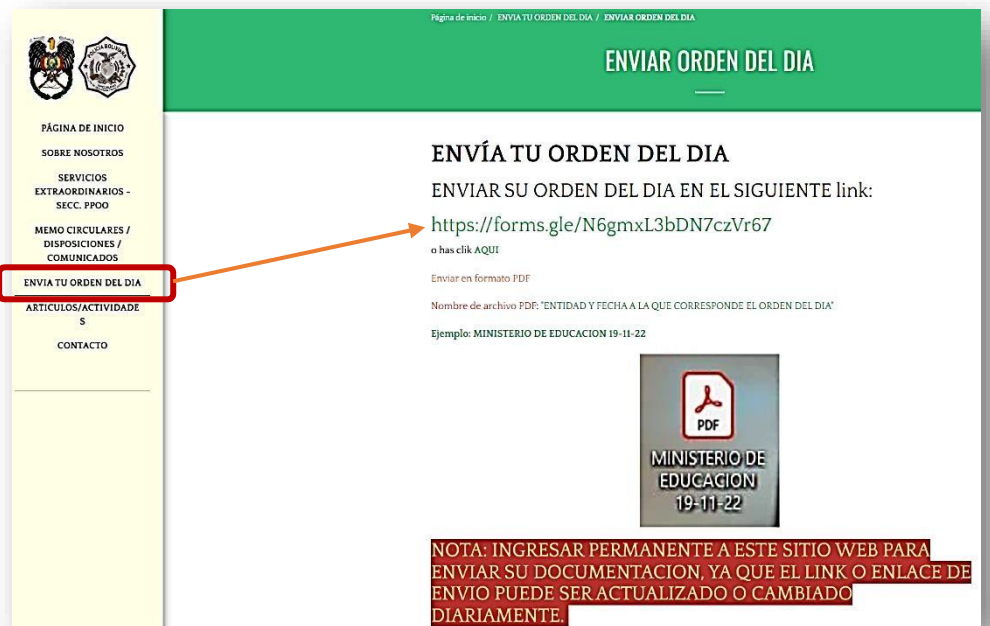 Página de inicio / ENVIA TU ORDEN DEL DIA / ENVIAR ORDEN DEL DIA
ENVIAR ORDEN DEL DIA
PÁGINA DE INICIO
SOBRE NOSOTROS
SERVICIOS
EXTRAORDINARIOS -
SECC. PPOO
MEMO CIRCULARES /
DISPOSICIONES /
COMUNICADOS
ENVIA TU ORDEN DEL DIA
ARTICULOS/ACTIVIDADE
S
CONTACTO
ENVÍA TU ORDEN DEL DIA
ENVIAR SU ORDEN DEL DIA EN EL SIGUIENTE link:
https://forms.gle/N6gmxL3bDN7czVr67
o has clik AQUI
Enviar en formato PDF
Nombre de archivo PDF: "ENTIDAD Y FECHA A LA QUE CORRESPONDE EL ORDEN DEL DIA"
Ejemplo: MINISTERIO DE EDUCACION 19-11-22
PDF
MINISTERIO DE
EDUCACION
19-11-22
NOTA: INGRESAR PERMANENTE A ESTE SITIO WEB PARA
ENVIAR SU DOCUMENTACION, YA QUE EL LINK O ENLACE DE
ENVIO PUEDE SER ACTUALIZADO O CAMBIADO
DIARIAMENTE.